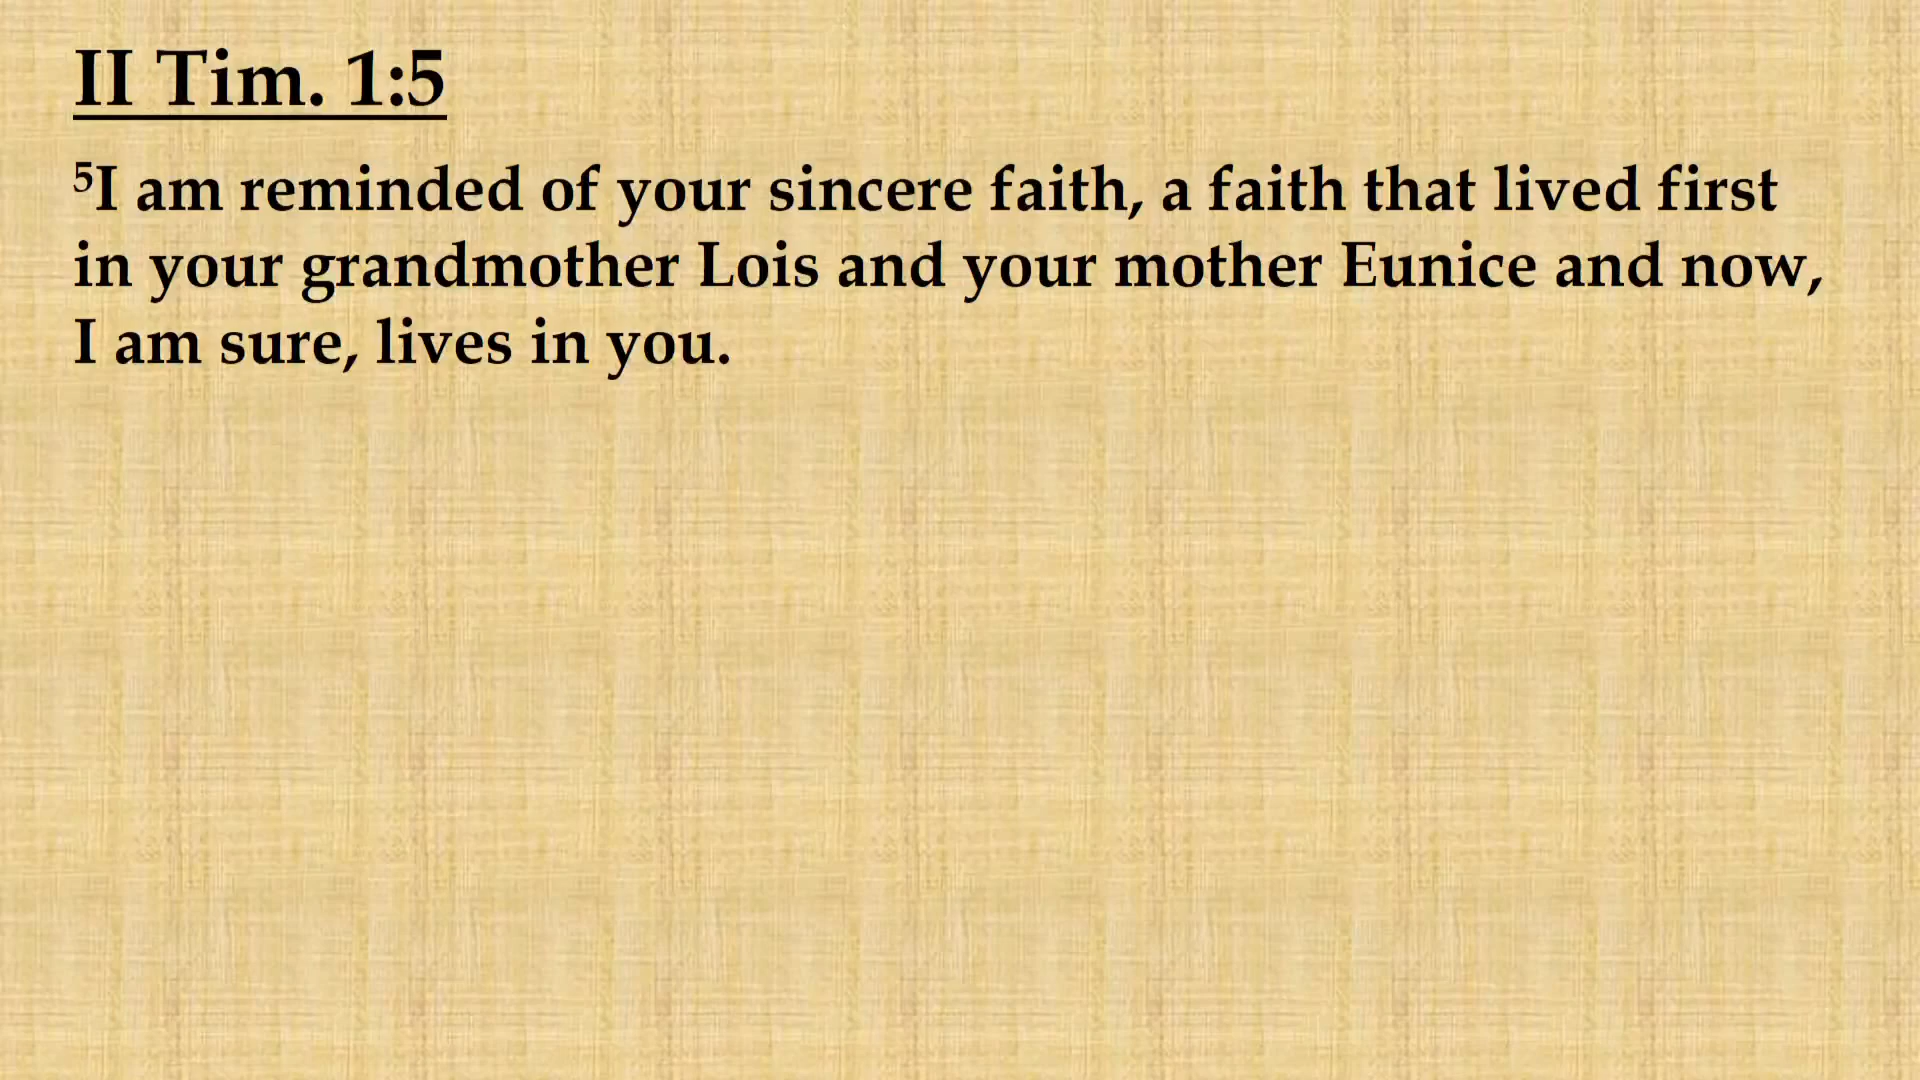 II Tim. 1:5
⁵I am reminded of your sincere faith, a faith that lived first
in your grandmother Lois and your mother Eunice and now,
I am sure, lives in you.